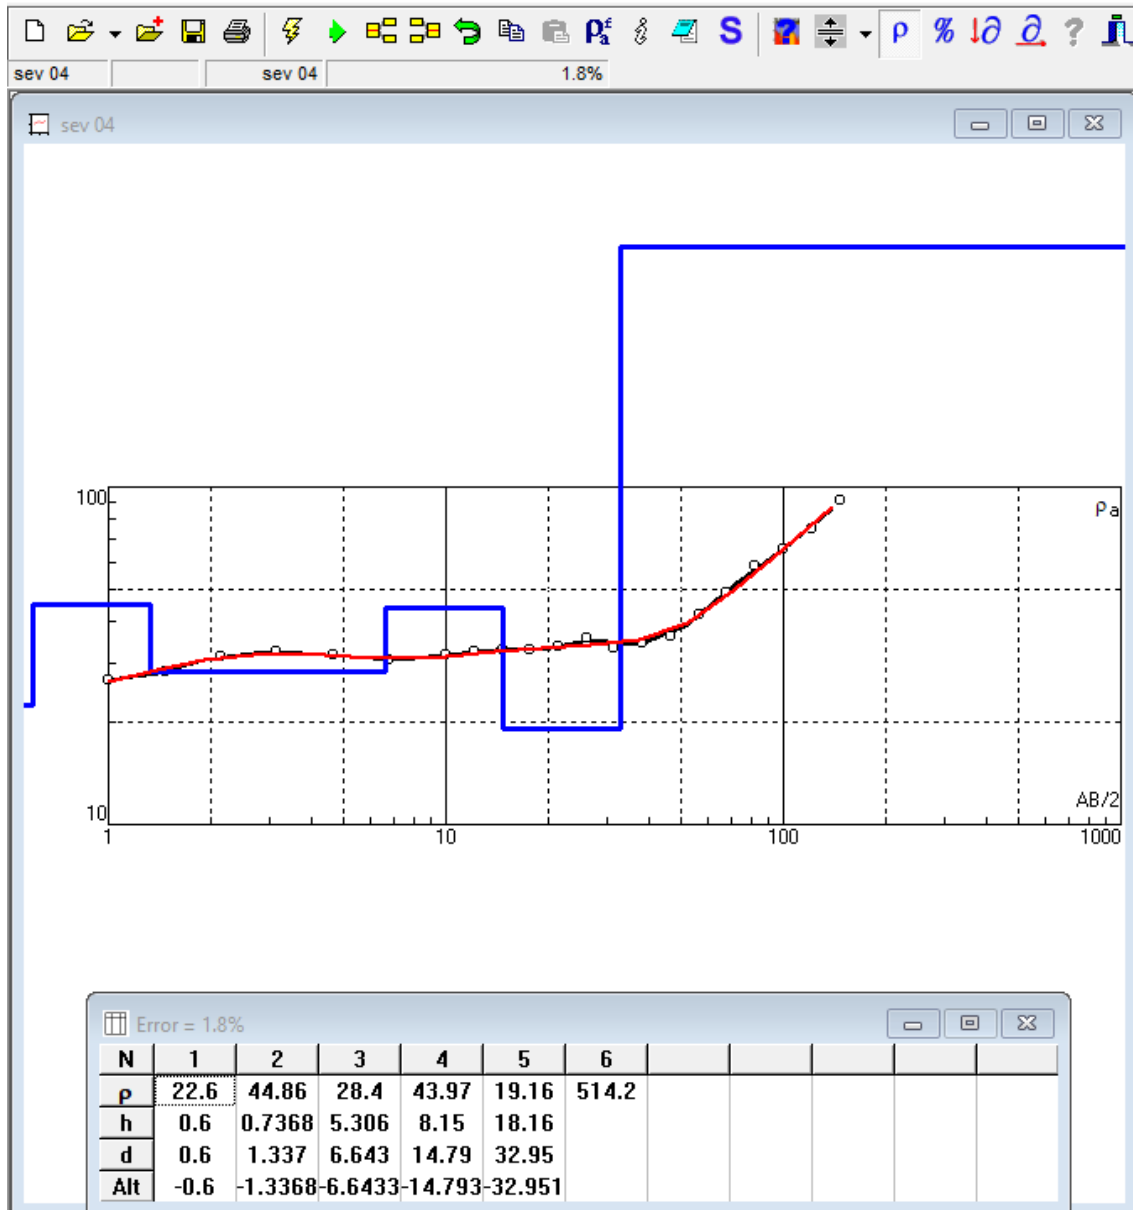 ρ % ?
sev 04 sev 04 1.8%
sev 04
100
ρa
10
AB/2
1 10 100 1000
Error = 1.8%
N 1 2 3 4 5 6
ρ 22.6 44.86 28.4 43.97 19.16 514.2
h 0.6 0.7368 5.306 8.15 18.16
d 0.6 1.337 6.643 14.79 32.95
Alt -0.6 -1.3368 -6.6433 -14.793 -32.951